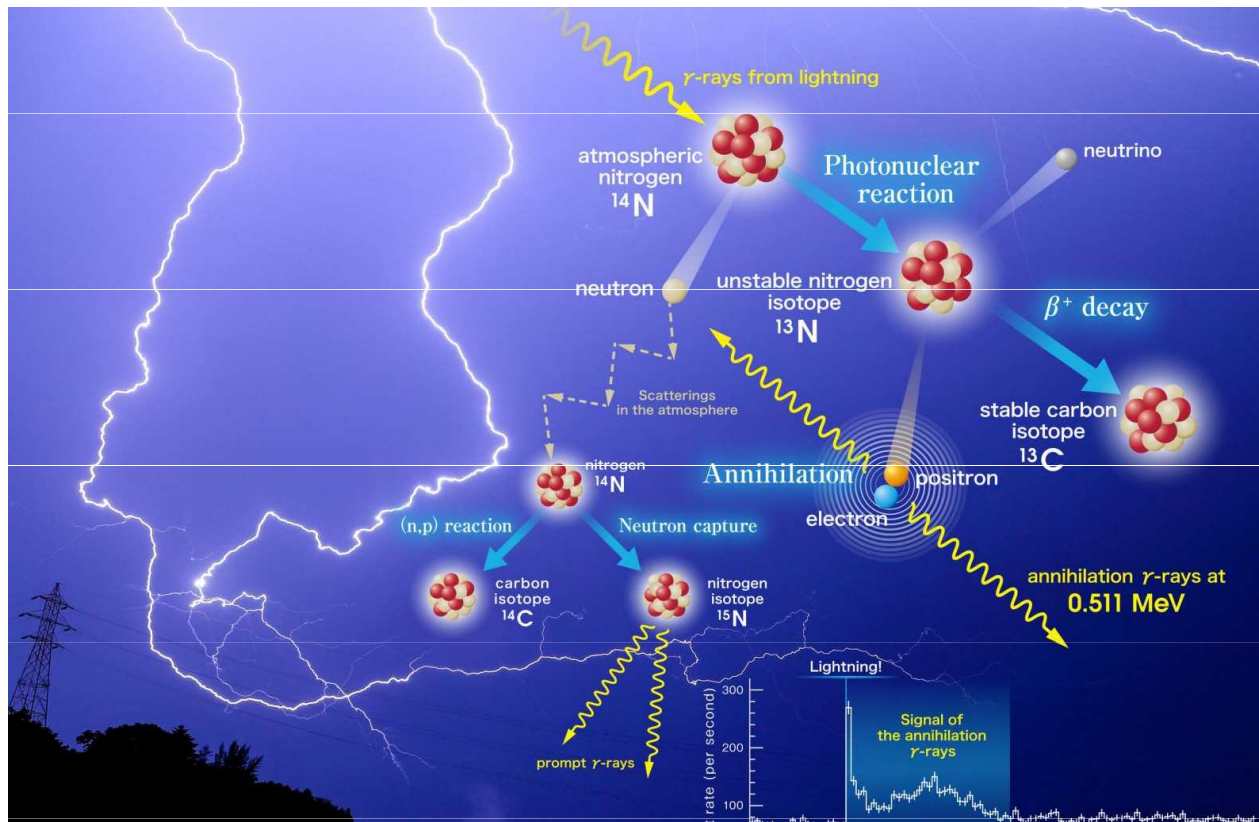 γ-rays from lightning
atmospheric
nitrogen
¹⁴N
Photonuclear
reaction
neutrino
neutron
unstable nitrogen
isotope
¹³N
β⁺ decay
Scatterings
in the atmosphere
stable carbon
isotope
¹³C
nitrogen
¹⁴N
Annihilation
positron
electron
(n,p) reaction
Neutron capture
carbon
isotope
¹⁴C
nitrogen
isotope
¹⁵N
annihilation γ-rays at
0.511 MeV
prompt γ-rays
Lightning!
Signal of
the annihilation
γ-rays
300
200
100
rate (per second)